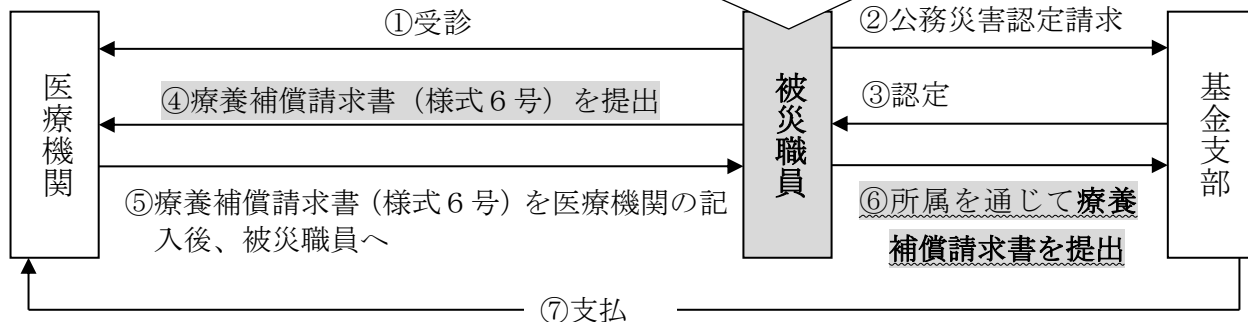 ①受診
②公務災害認定請求
医療機関
④療養補償請求書（様式６号）を提出
被災職員
③認定
基金支部
⑤療養補償請求書（様式６号）を医療機関の記
入後、被災職員へ
⑥所属を通じて療養
補償請求書を提出
⑦支払